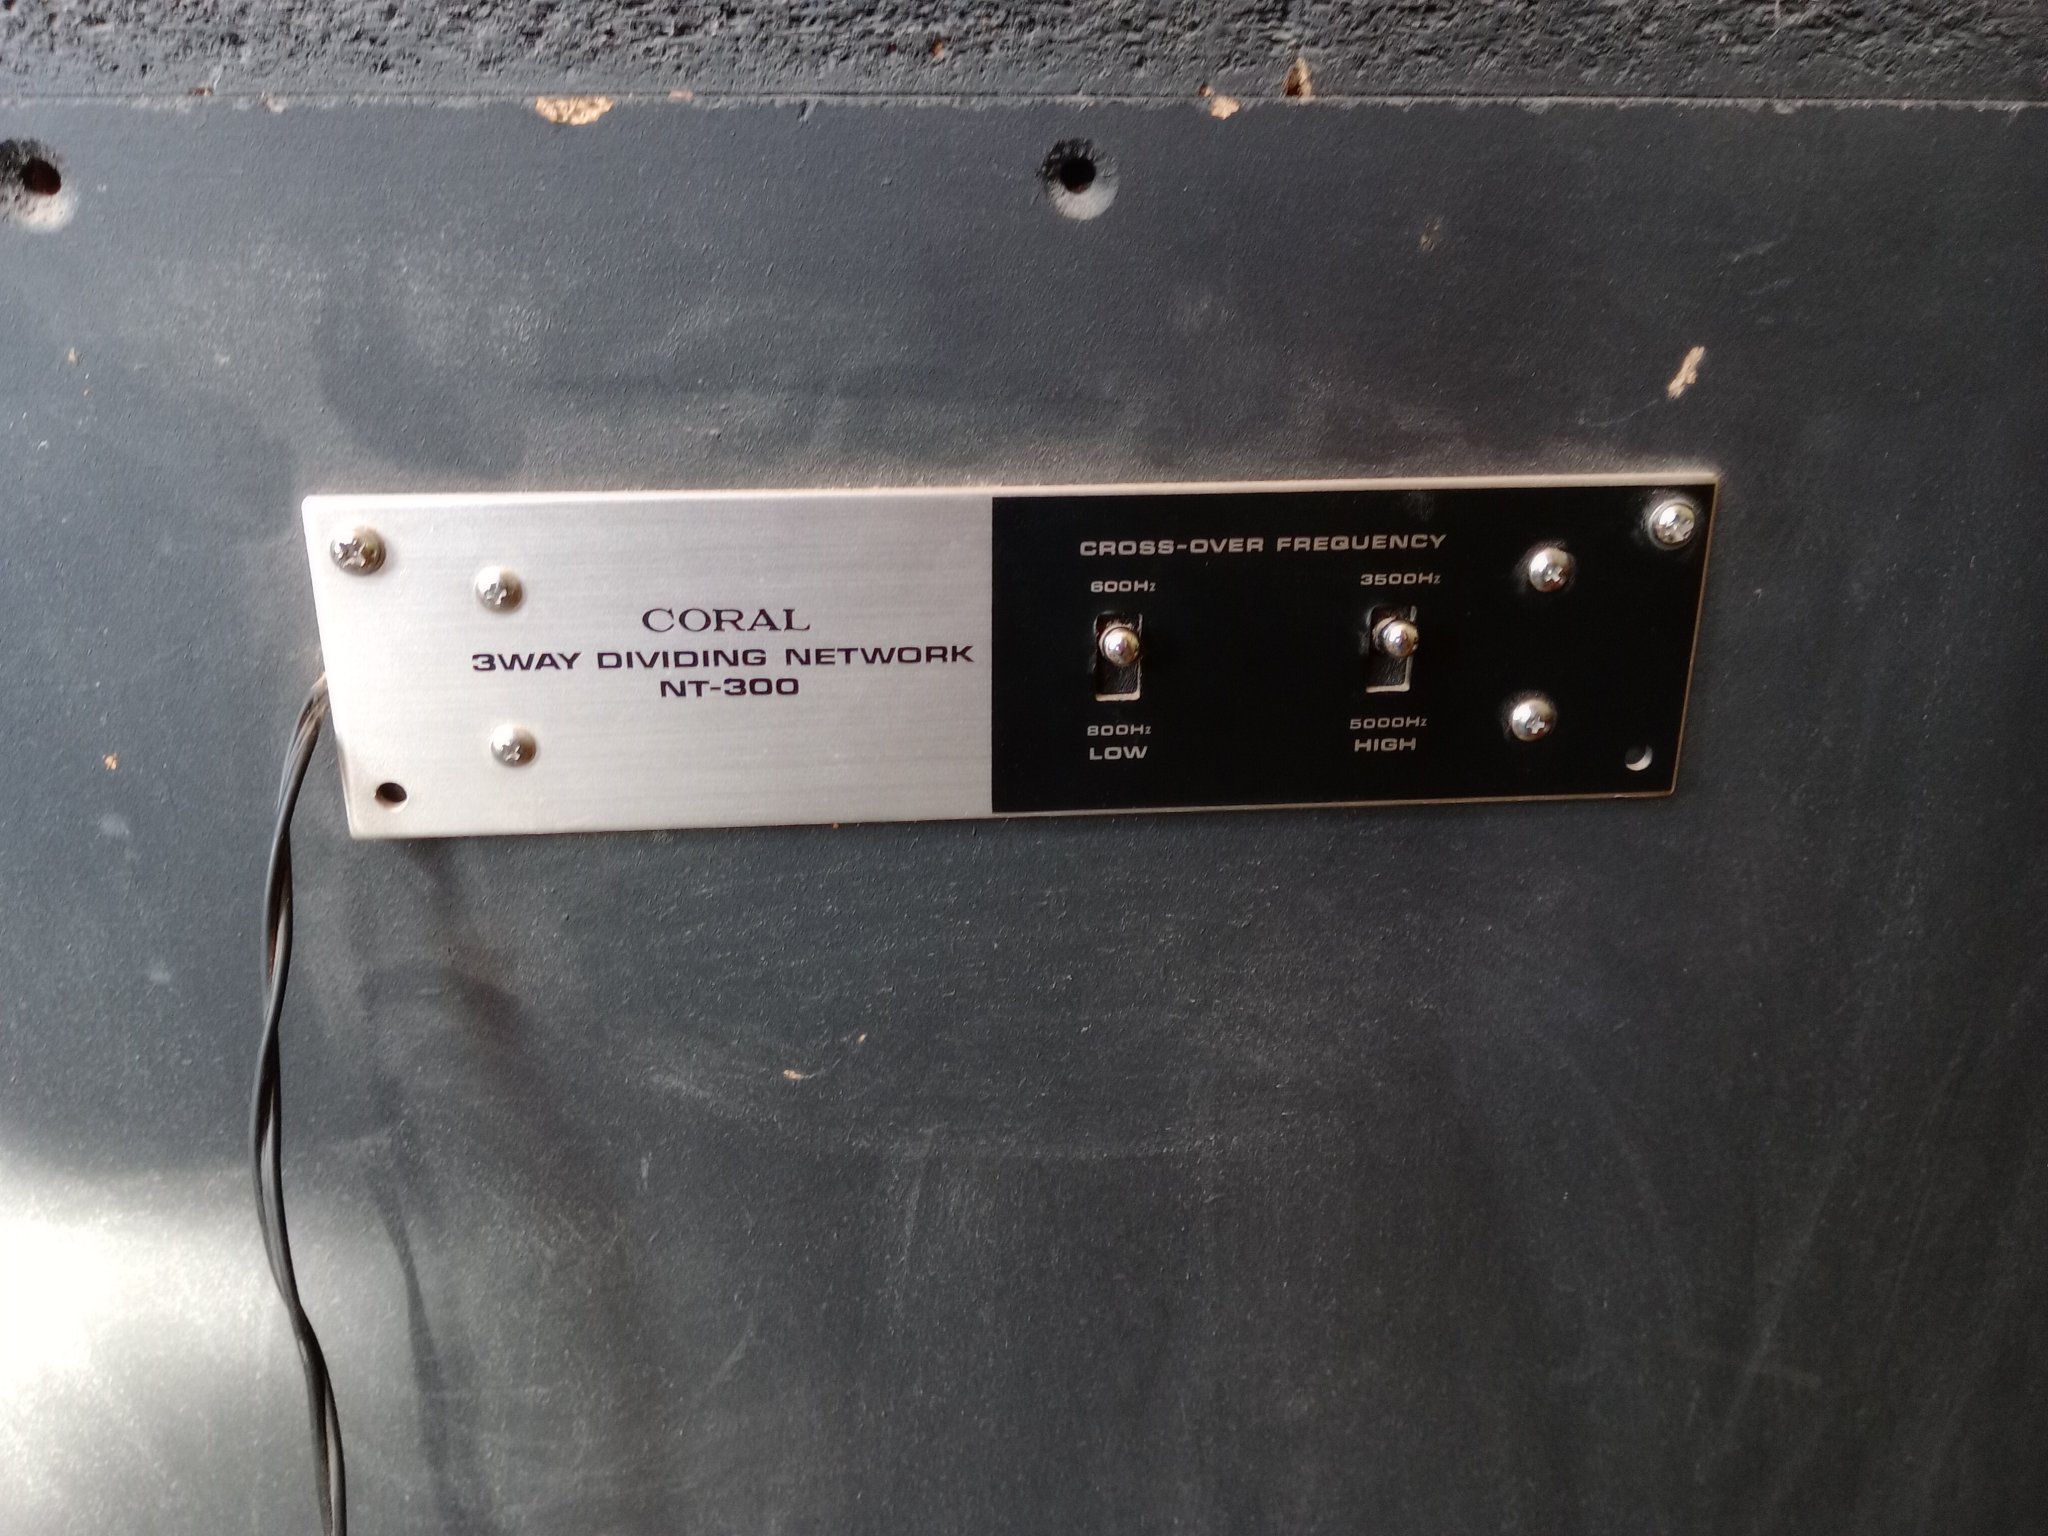 CORAL
3WAY DIVIDING NETWORK
NT-300
CROSS-OVER FREQUENCY
600Hz 3500Hz
800Hz 5000Hz
LOW HIGH